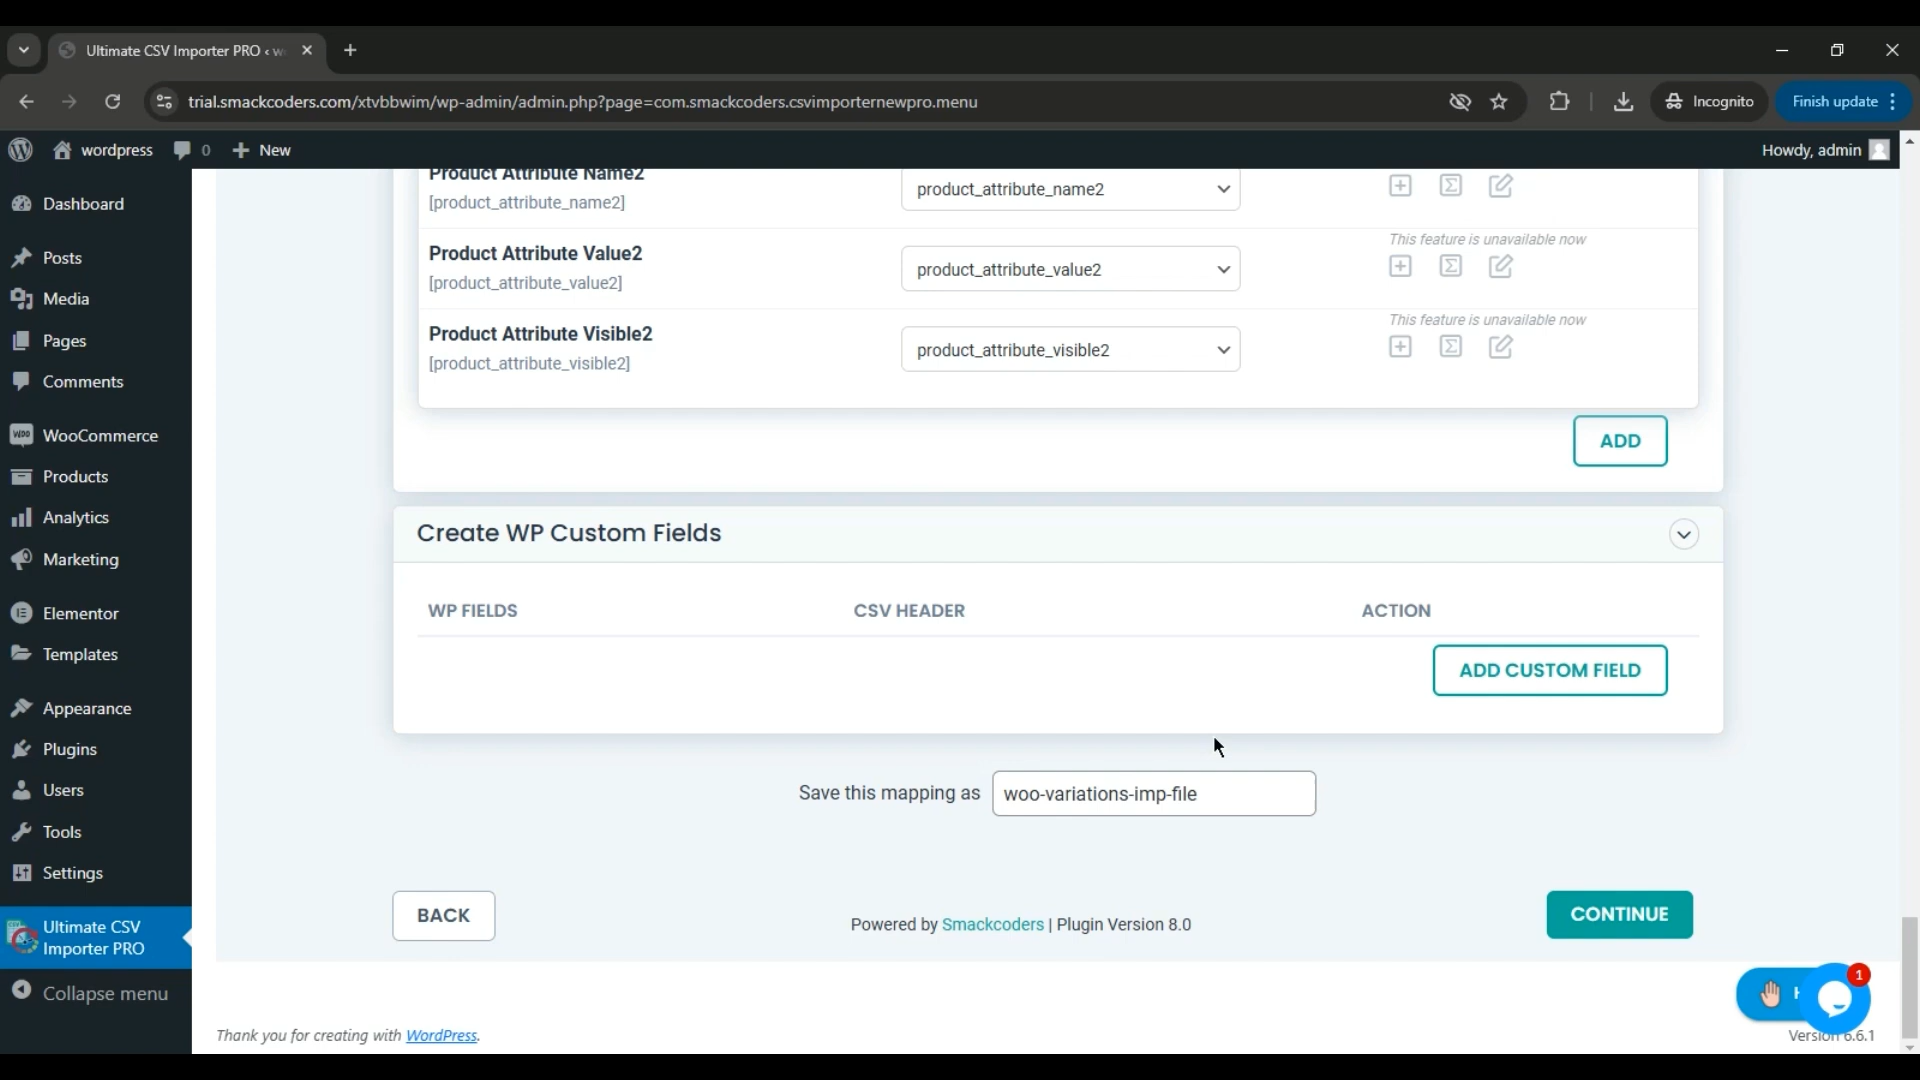 Ultimate CSV Importer PRO ‹ w
trial.smackcoders.com/xtvbbwim/wp-admin/admin.php?page=com.smackcoders.csvimporternewpro.menu
Incognito
Finish update
wordpress
0
New
Howdy, admin
Dashboard
Posts
Media
Pages
Comments
WooCommerce
Products
Analytics
Marketing
Elementor
Templates
Appearance
Plugins
Users
Tools
Settings
Ultimate CSV
Importer PRO
Collapse menu
Product Attribute Name2
[product_attribute_name2]
product_attribute_name2
Product Attribute Value2
[product_attribute_value2]
product_attribute_value2
This feature is unavailable now
Product Attribute Visible2
[product_attribute_visible2]
product_attribute_visible2
This feature is unavailable now
ADD
Create WP Custom Fields
WP FIELDS
CSV HEADER
ACTION
ADD CUSTOM FIELD
Save this mapping as
woo-variations-imp-file
BACK
Powered by Smackcoders | Plugin Version 8.0
CONTINUE
1
Thank you for creating with WordPress.
Version 6.6.1